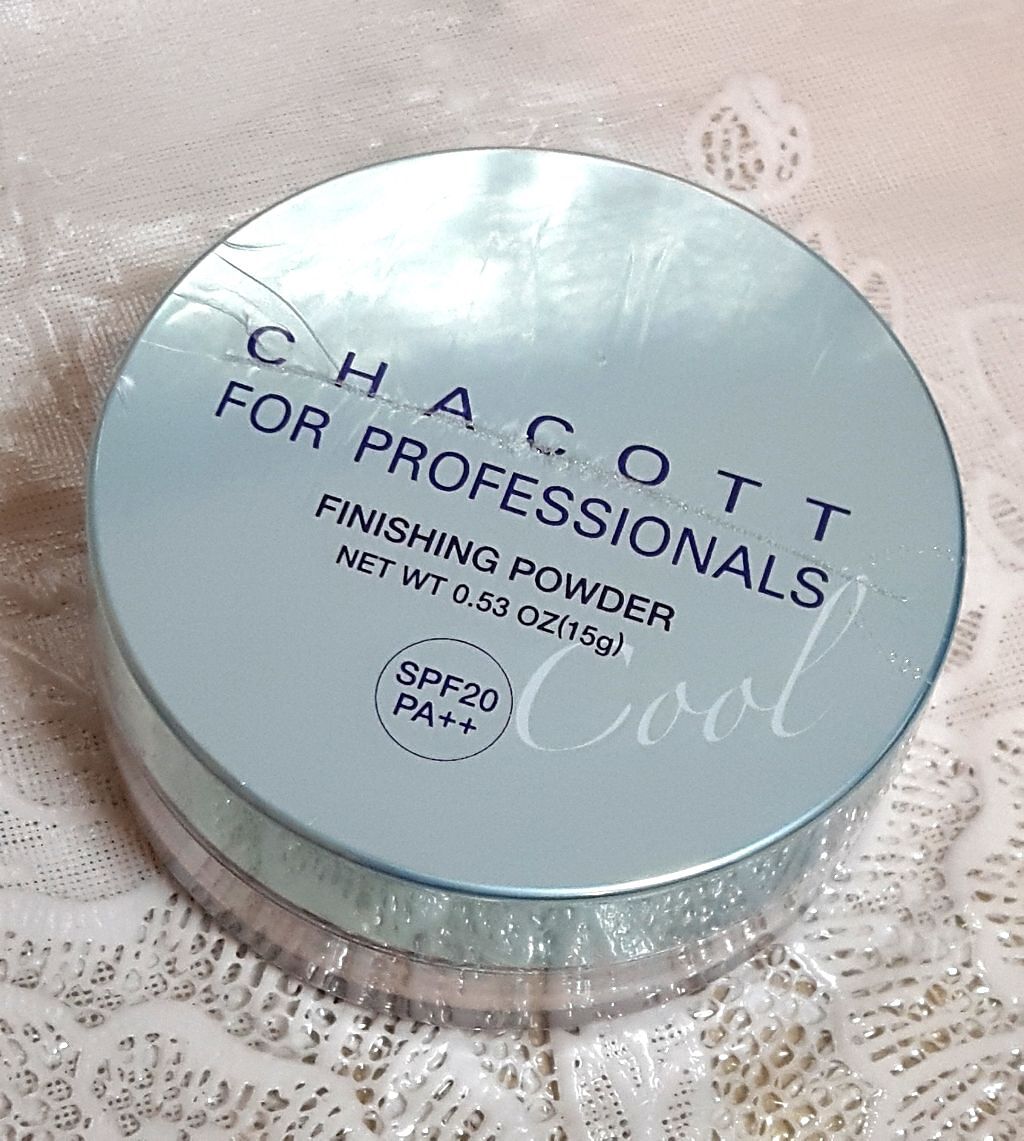 CHACOTT
FOR PROFESSIONALS
FINISHING POWDER
NET WT 0.53 OZ(15g)
SPF20
PA++
Cool